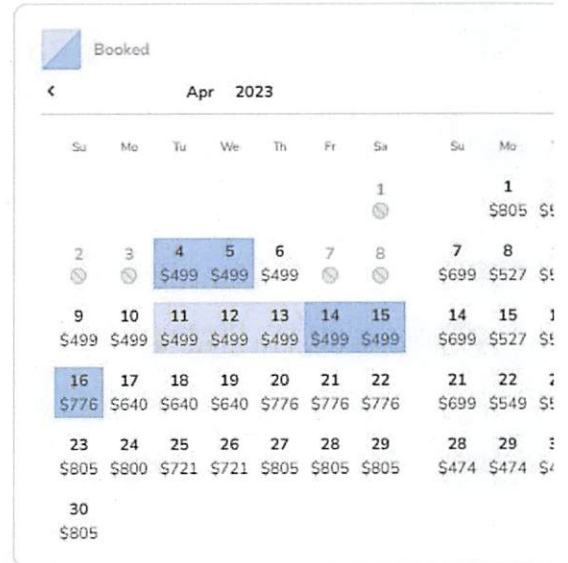 Booked
< Apr 2023
Su Mo Tu We Th Fr Sa Su Mo
1 1
$805 $
2 3 4 5 6 7 8 7 8
$499 $499 $499 $699 $527 $
9 10 11 12 13 14 15 14 15
$499 $499 $499 $499 $499 $499 $499 $699 $527 $
16 17 18 19 20 21 22 21 22
$776 $640 $640 $640 $776 $776 $776 $699 $549 $
23 24 25 26 27 28 29 28 29
$805 $800 $721 $721 $805 $805 $805 $474 $474 $
30
$805